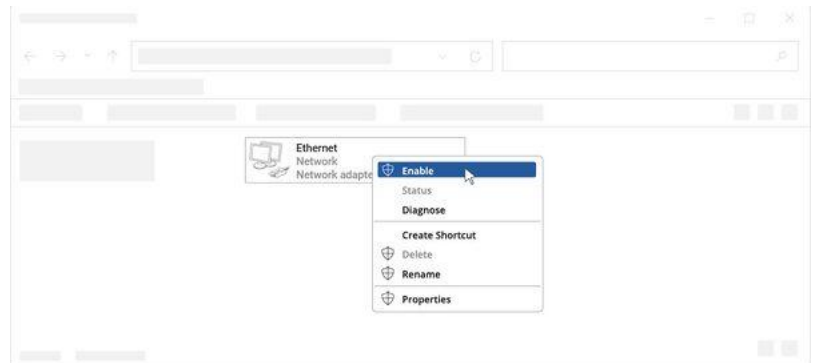 Ethernet
Network
Network adapte
Enable
Status
Diagnose
Create Shortcut
Delete
Rename
Properties